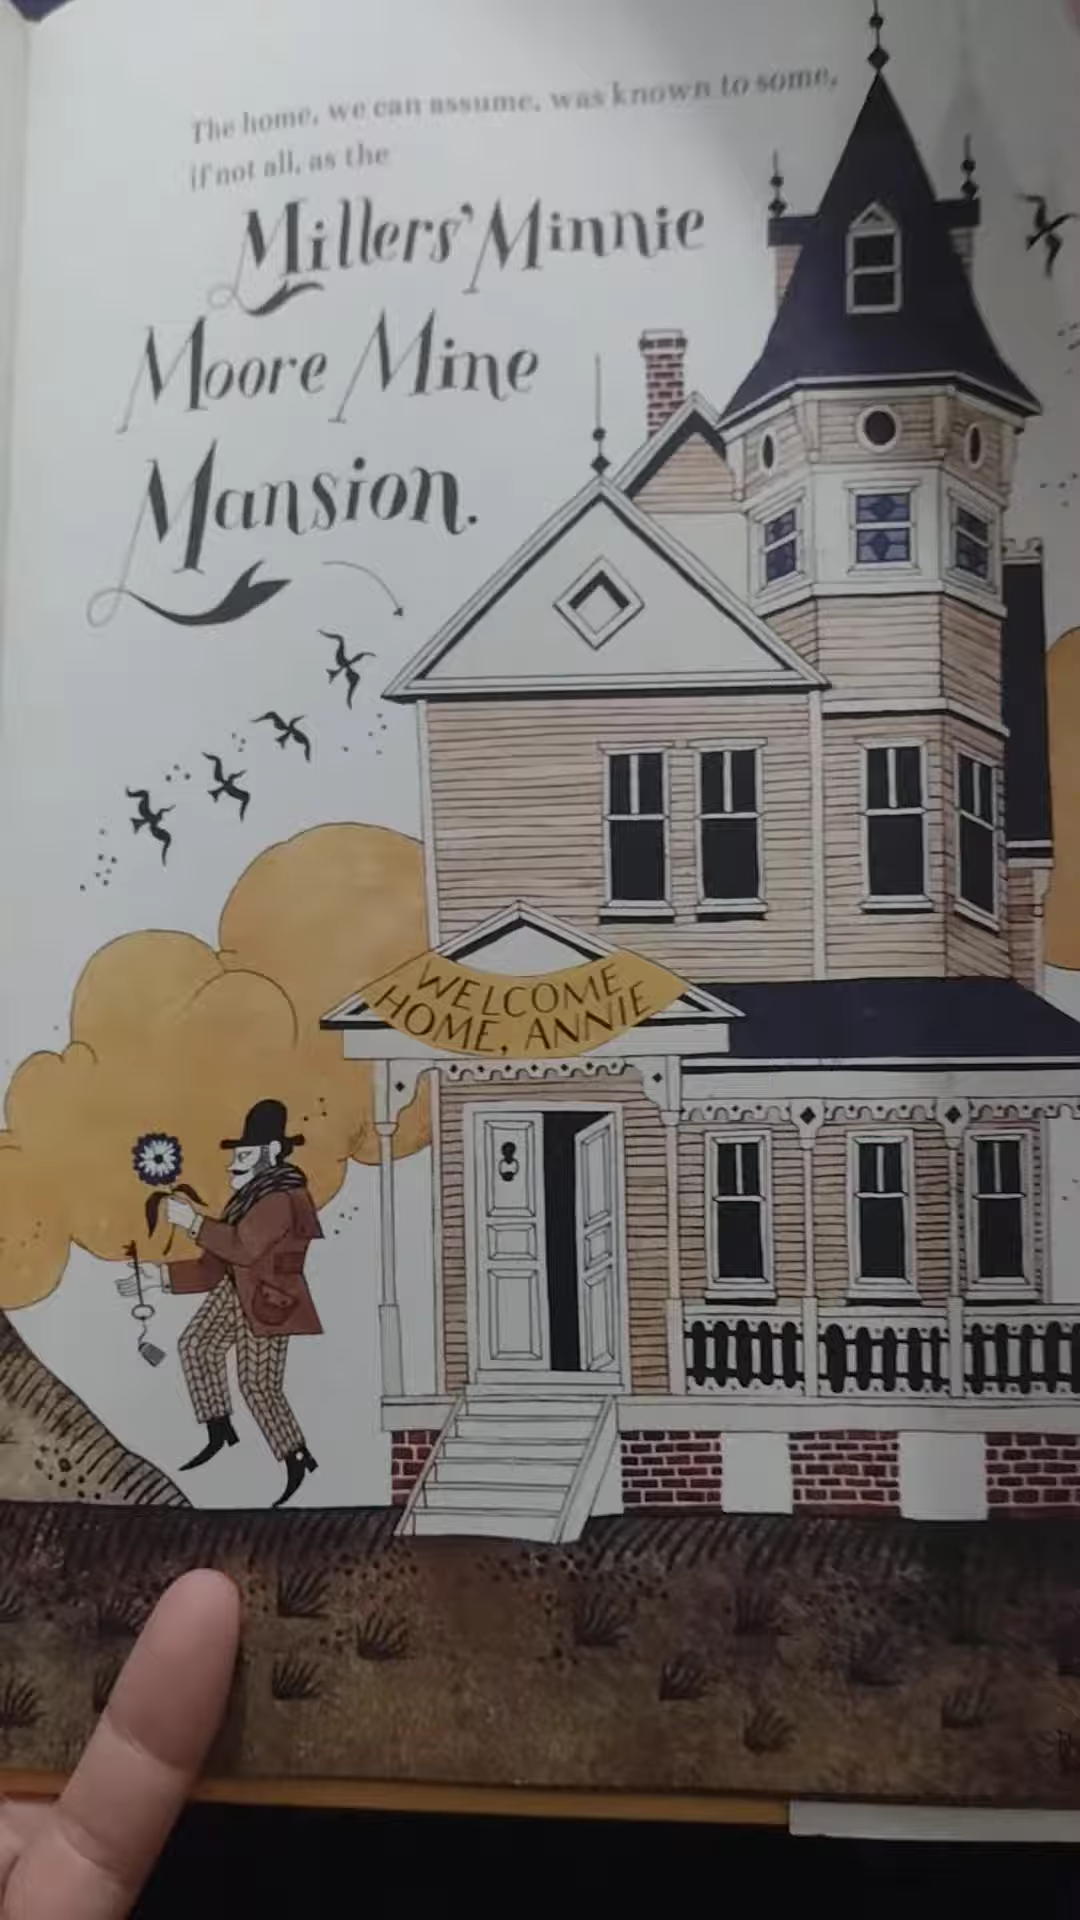 The home, we can assume, was known to some,
if not all, as the
Millers' Minnie
Moore Mine
Mansion.
WELCOME
HOME, ANNIE